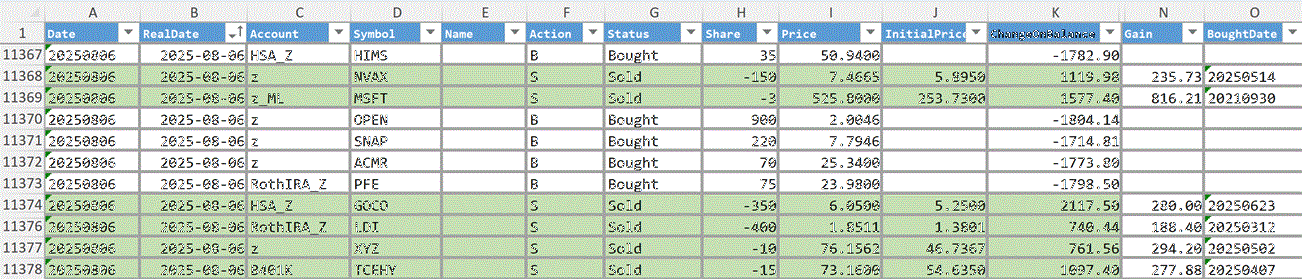 A B C D E F G H I J K N O
1 Date RealDate Account Symbol Name Action Status Share Price InitialPrice Gain BoughtDate
11367 20250806 2025-08-06 HSA_Z HIMS B Bought 35 50.9400 -1782.90
11368 20250806 2025-08-06 z NVAX S Sold -150 7.4665 5.8950 1119.98 235.73 20250514
11369 20250806 2025-08-06 z_ML MSFT S Sold -3 525.8000 253.7300 1577.40 816.21 20210930
11370 20250806 2025-08-06 z OPEN B Bought 900 2.0046 -1804.14
11371 20250806 2025-08-06 z SNAP B Bought 220 7.7946 -1714.81
11372 20250806 2025-08-06 z ACMR B Bought 70 25.3400 -1773.80
11373 20250806 2025-08-06 RothIRA_Z PFE B Bought 75 23.9800 -1798.50
11374 20250806 2025-08-06 HSA_Z GOCO S Sold -350 6.0500 5.2500 2117.50 280.00 20250623
11376 20250806 2025-08-06 RothIRA_Z LDI S Sold -400 1.8511 1.3801 740.44 188.40 20250312
11377 20250806 2025-08-06 z XYZ S Sold -10 76.1562 46.7367 761.56 294.20 20250502
11378 20250806 2025-08-06 TCEHY S Sold -15 73.1600 54.6350 1097.40 277.88 20250407